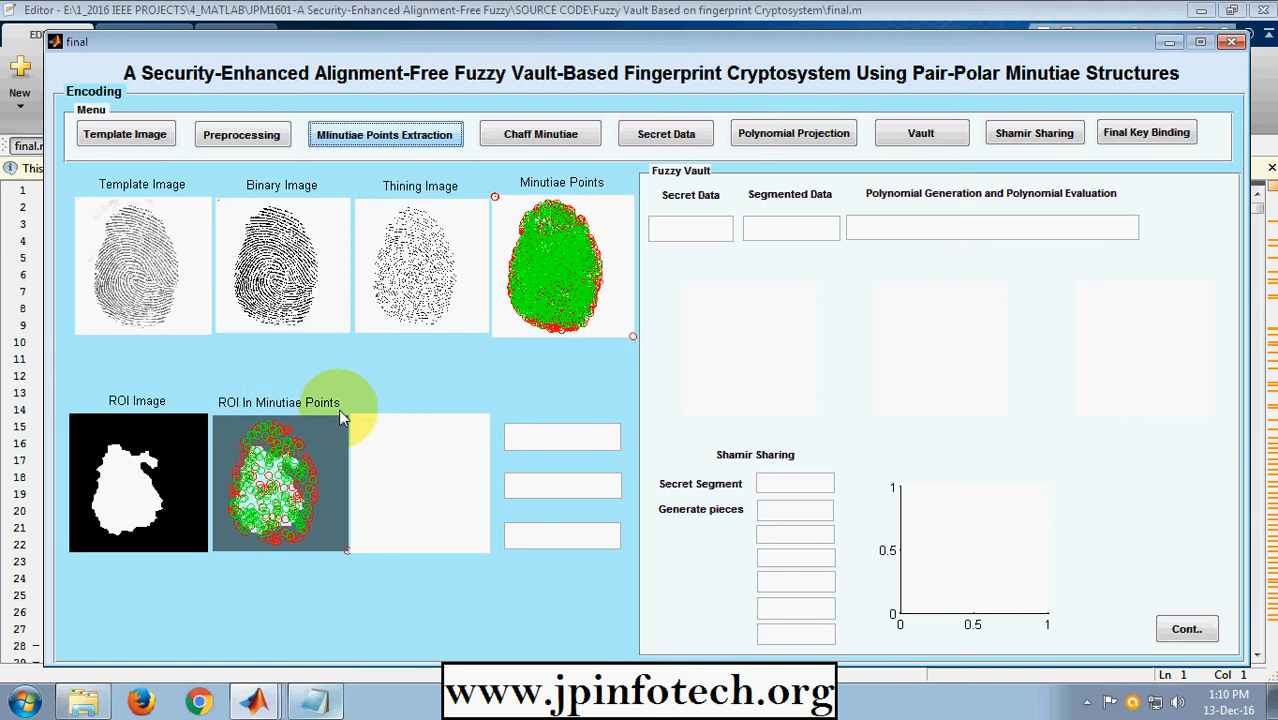 Editor - E:\1_2016 IEEE PROJECTS\4_MATLAB\JPM1601-A Security-Enhanced Alignment-Free Fuzzy\SOURCE CODE\Fuzzy Vault Based on fingerprint Cryptosystem\final.m
final
A Security-Enhanced Alignment-Free Fuzzy Vault-Based Fingerprint Cryptosystem Using Pair-Polar Minutiae Structures
New
Encoding
Menu
Template Image
Preprocessing
MIinutiae Points Extraction
Chaff Minutiae
Secret Data
Polynomial Projection
Vault
Shamir Sharing
Final Key Binding
This
Template Image
Binary Image
Thining Image
Minutiae Points
Fuzzy Vault
Secret Data
Segmented Data
Polynomial Generation and Polynomial Evaluation
ROI Image
ROI In Minutiae Points
Shamir Sharing
Secret Segment
Generate pieces
1
0.5
0
0
0.5
1
Cont..
1
2
3
4
5
6
7
8
9
10
11
12
13
14
15
16
17
18
19
20
21
22
23
24
25
26
27
28
Ln 1 Col 1
www.jpinfotech.org
1:10 PM
13-Dec-16